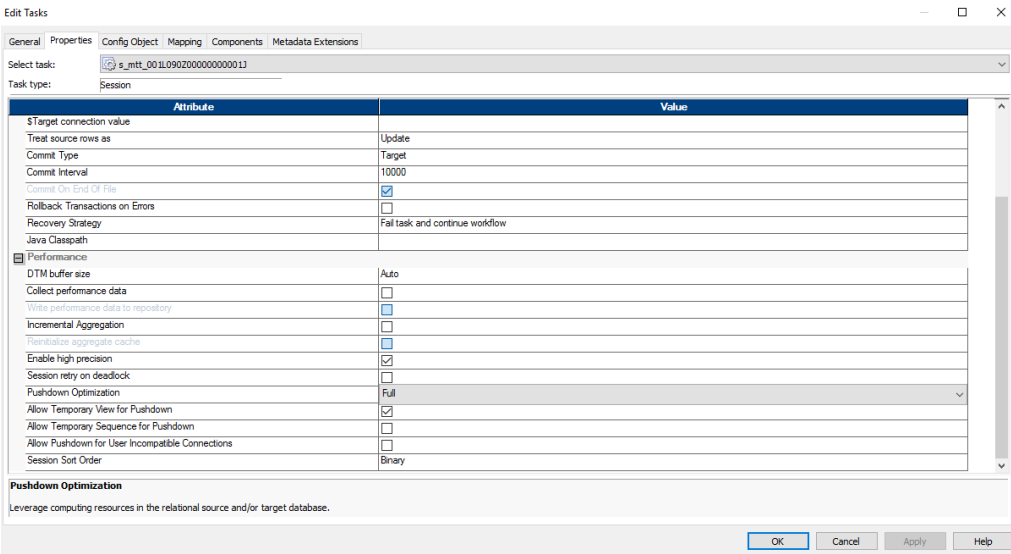 Edit Tasks
General Properties Config Object Mapping Components Metadata Extensions
Select task: s_mtt_001L090Z00000000001J
Task type: Session
Attribute Value
$Target connection value
Treat source rows as Update
Commit Type Target
Commit Interval 10000
Commit On End Of File
Rollback Transactions on Errors
Recovery Strategy Fail task and continue workflow
Java Classpath
Performance
DTM buffer size Auto
Collect performance data
Write performance data to repository
Incremental Aggregation
Reinitialize aggregate cache
Enable high precision
Session retry on deadlock
Pushdown Optimization Full
Allow Temporary View for Pushdown
Allow Temporary Sequence for Pushdown
Allow Pushdown for User Incompatible Connections
Session Sort Order Binary
Pushdown Optimization
Leverage computing resources in the relational source and/or target database.
OK Cancel Apply Help